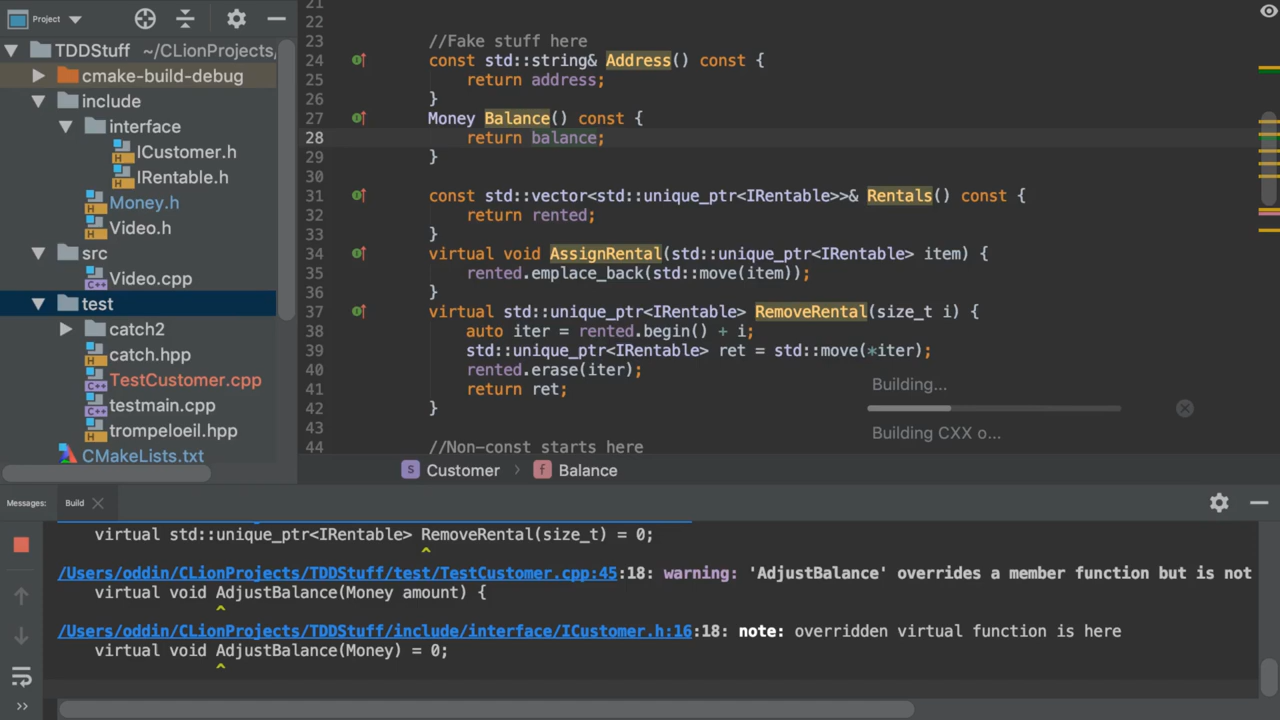 Project
TDDStuff ~/CLionProjects/
cmake-build-debug
include
interface
ICustomer.h
IRentable.h
Money.h
Video.h
src
Video.cpp
test
catch2
catch.hpp
TestCustomer.cpp
testmain.cpp
trompeloeil.hpp
CMakeLists.txt
21
22
23 //Fake stuff here
24 const std::string& Address() const {
25 return address;
26 }
27 Money Balance() const {
28 return balance;
29 }
30
31 const std::vector<std::unique_ptr<IRentable>>& Rentals() const {
32 return rented;
33 }
34 virtual void AssignRental(std::unique_ptr<IRentable> item) {
35 rented.emplace_back(std::move(item));
36 }
37 virtual std::unique_ptr<IRentable> RemoveRental(size_t i) {
38 auto iter = rented.begin() + i;
39 std::unique_ptr<IRentable> ret = std::move(*iter);
40 rented.erase(iter);
41 return ret;
42 }
43
44 //Non-const starts here
Building...
Building CXX o...
S Customer > f Balance
Messages: Build
virtual std::unique_ptr<IRentable> RemoveRental(size_t) = 0;
^
/Users/oddin/CLionProjects/TDDStuff/test/TestCustomer.cpp:45:18: warning: 'AdjustBalance' overrides a member function but is not
virtual void AdjustBalance(Money amount) {
^
/Users/oddin/CLionProjects/TDDStuff/include/interface/ICustomer.h:16:18: note: overridden virtual function is here
virtual void AdjustBalance(Money) = 0;
^